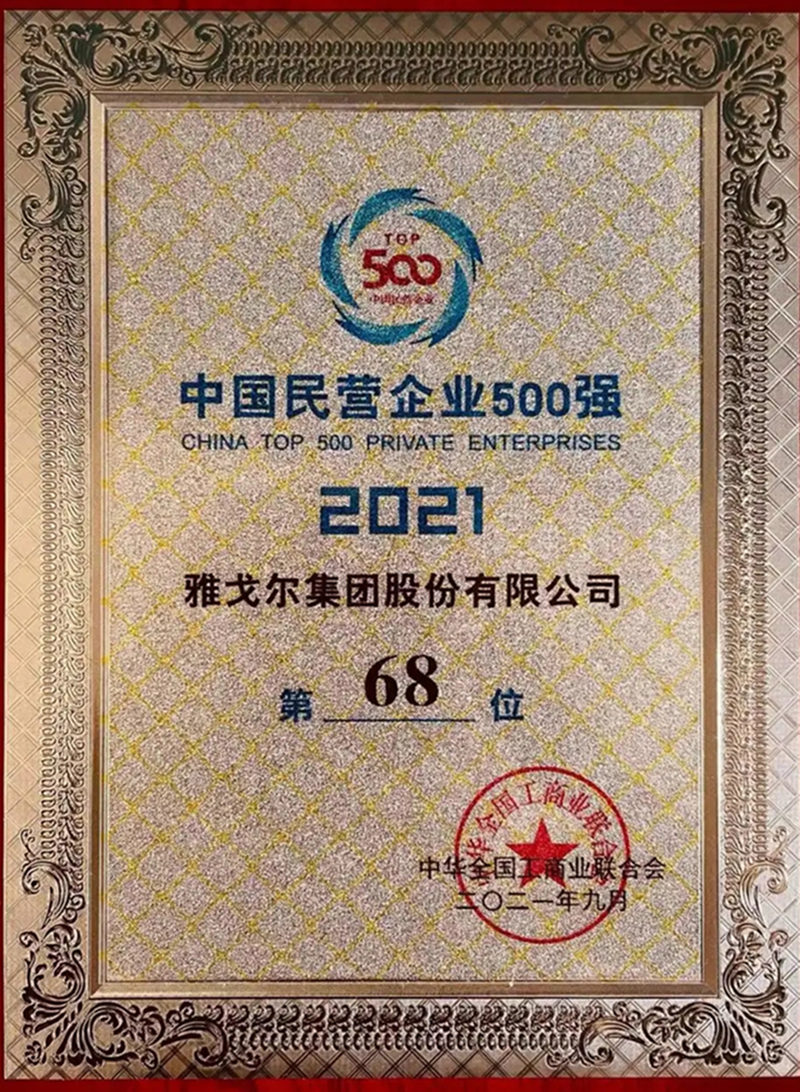 TOP
500
中国民营企业
中国民营企业500强
CHINA TOP 500 PRIVATE ENTERPRISES
2021
雅戈尔集团股份有限公司
第 68 位
中华全国工商业联合会
中华全国工商业联合会
二〇二一年九月